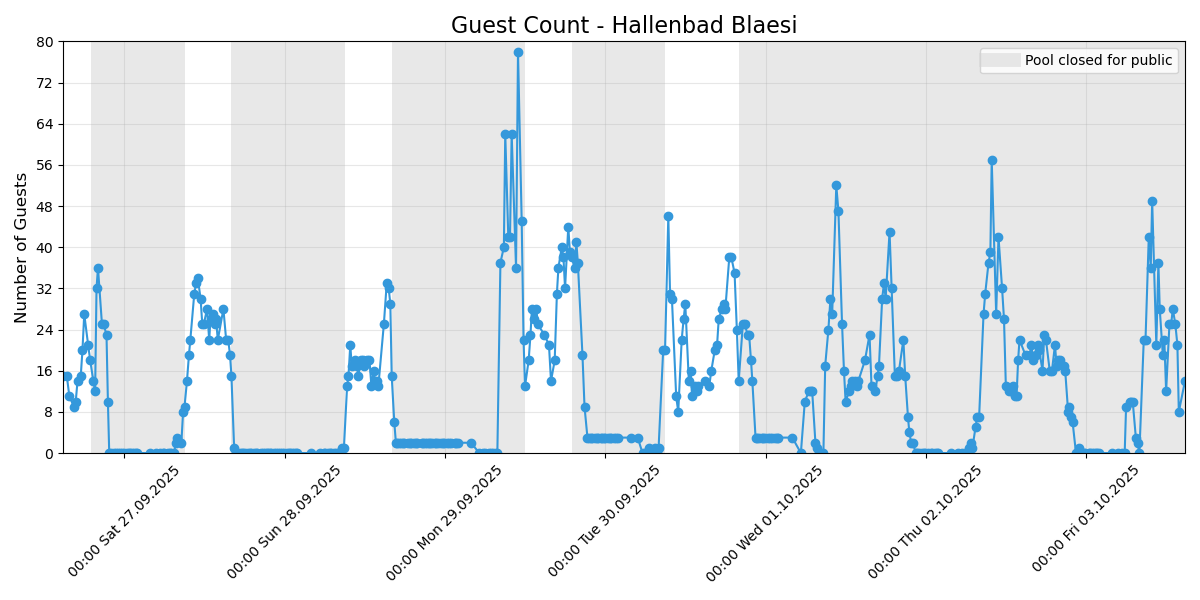 Guest Count - Hallenbad Blaesi
Pool closed for public
Number of Guests
80
72
64
56
48
40
32
24
16
8
0
00:00 Sat 27.09.2025
00:00 Sun 28.09.2025
00:00 Mon 29.09.2025
00:00 Tue 30.09.2025
00:00 Wed 01.10.2025
00:00 Thu 02.10.2025
00:00 Fri 03.10.2025